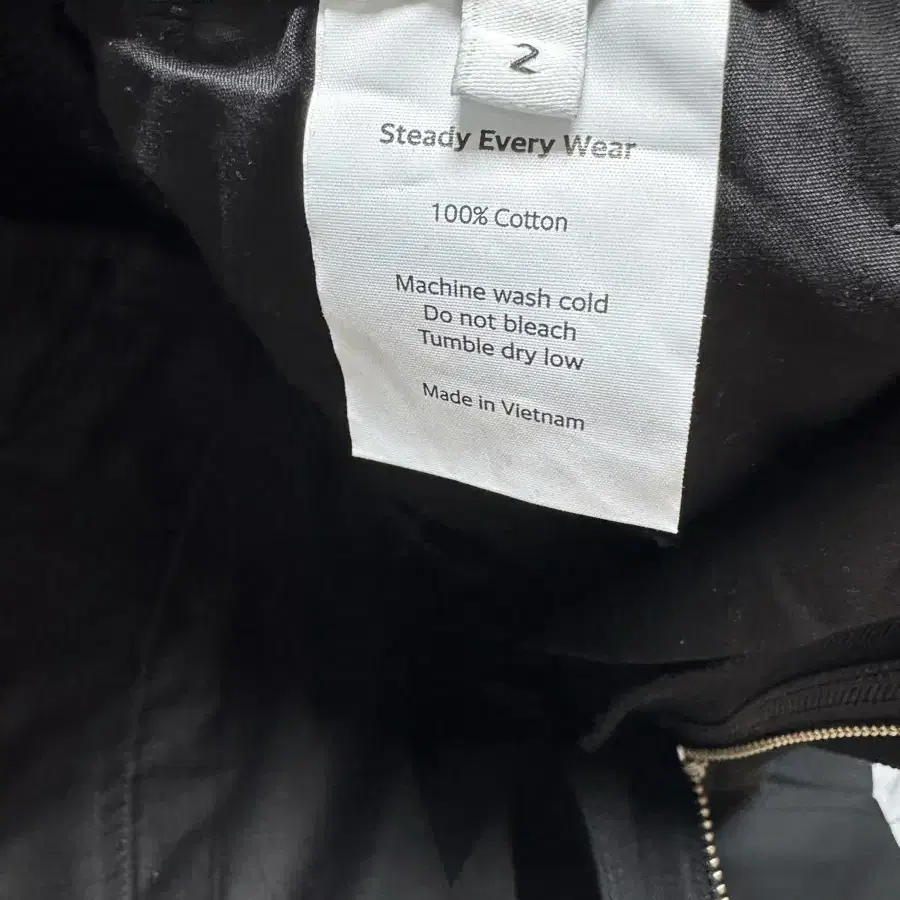 2
Steady Every Wear
100% Cotton
Machine wash cold
Do not bleach
Tumble dry low
Made in Vietnam